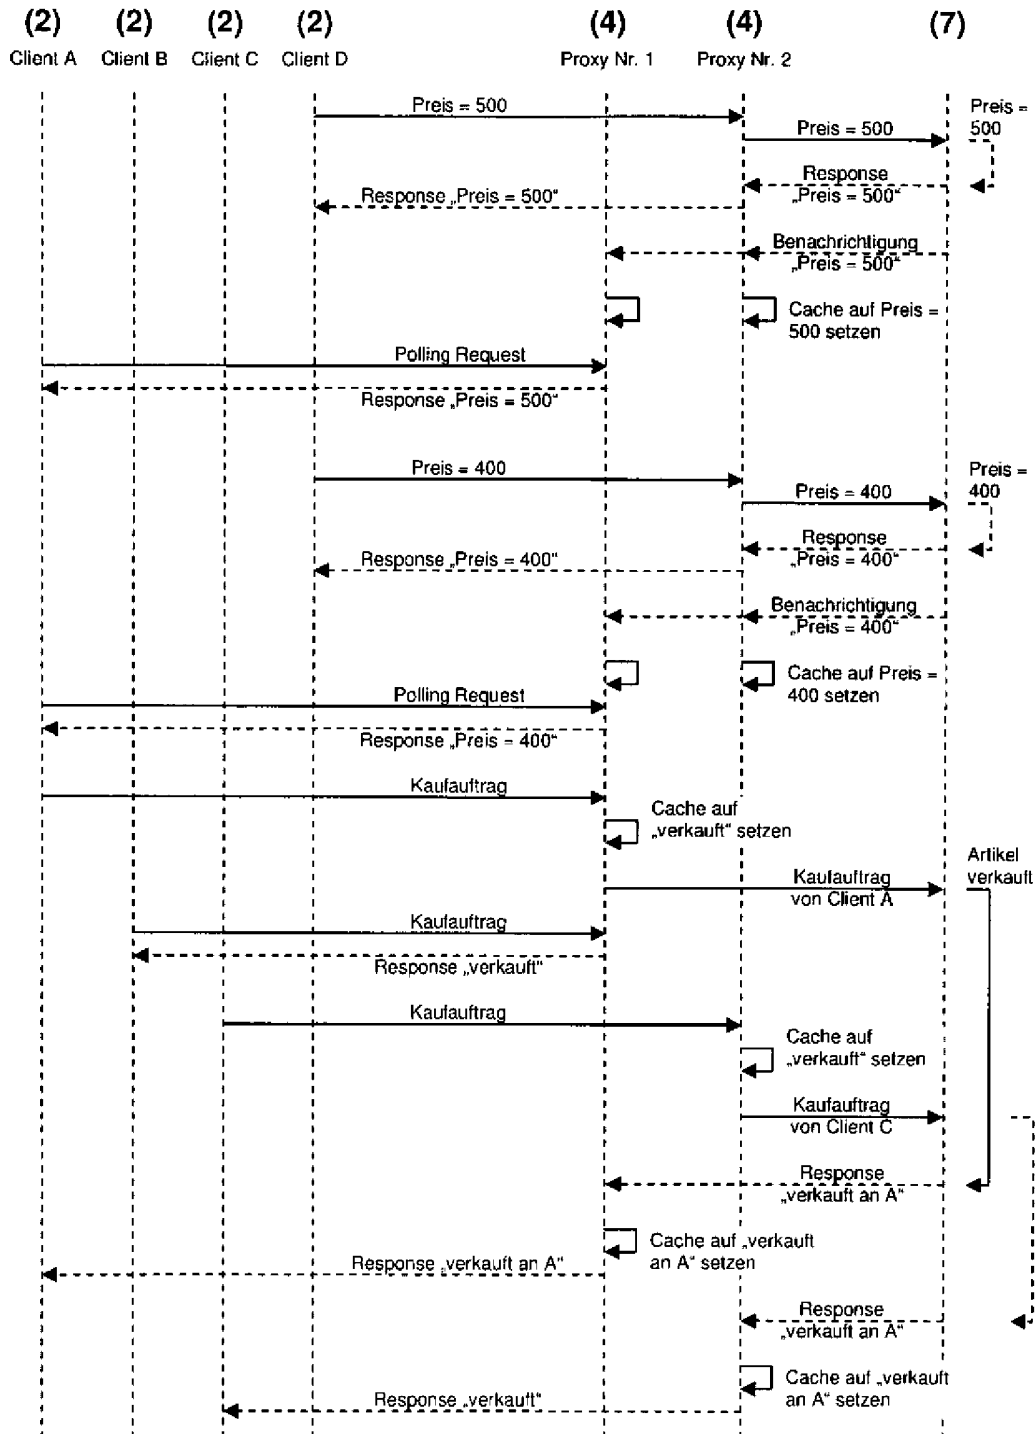 (2) (2) (2) (2) (4) (4) (7)
Client A Client B Client C Client D Proxy Nr. 1 Proxy Nr. 2
Preis = 500
Preis =
500
Preis = 500
Response
„Preis = 500“
Response „Preis = 500“
Benachrichtigung
„Preis = 500“
Cache auf Preis =
500 setzen
Polling Request
Response „Preis = 500“
Preis = 400
Preis =
400
Preis = 400
Response
„Preis = 400“
Response „Preis = 400“
Benachrichtigung
„Preis = 400“
Cache auf Preis =
400 setzen
Polling Request
Response „Preis = 400“
Kaufauftrag
Cache auf
„verkauft“ setzen
Artikel
verkauft
Kaufauftrag
von Client A
Kaufauftrag
Response „verkauft“
Kaufauftrag
Cache auf
„verkauft“ setzen
Kaufauftrag
von Client C
Response
„verkauft an A“
Cache auf „verkauft
an A“ setzen
Response „verkauft an A“
Response
„verkauft an A“
Cache auf „verkauft
an A“ setzen
Response „verkauft“